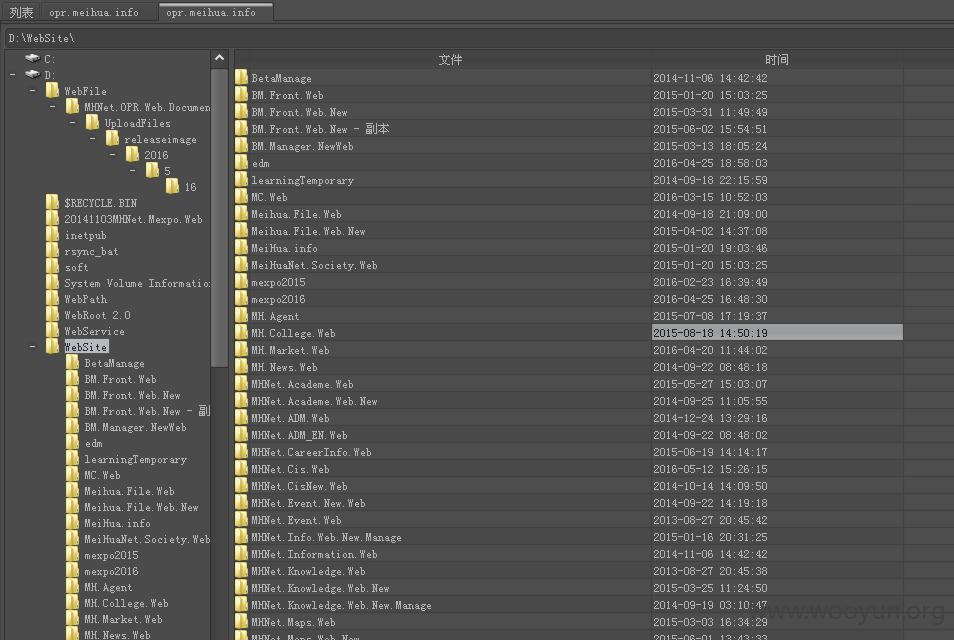 列表 opr.meihua.info opr.meihua.info
D:\WebSite\
C:
D:
WebFile
MHNet.OPR.Web.Documen
UploadFiles
releaseimage
2016
5
16
$RECYCLE.BIN
20141103MHNet.Mexpo.Web
inetpub
rsync_bat
soft
System Volume Informatio
WebPath
WebRoot 2.0
WebService
WebSite
BetaManage
BM.Front.Web
BM.Front.Web.New
BM.Front.Web.New - 副
BM.Manager.NewWeb
edm
learningTemporary
MC.Web
Meihua.File.Web
Meihua.File.Web.New
MeiHua.info
MeiHuaNet.Society.Web
mexpo2015
mexpo2016
MH.Agent
MH.College.Web
MH.Market.Web
MH.News.Web
文件 时间
BetaManage 2014-11-06 14:42:42
BM.Front.Web 2015-01-20 15:03:25
BM.Front.Web.New 2015-03-31 11:49:49
BM.Front.Web.New - 副本 2015-06-02 15:54:51
BM.Manager.NewWeb 2015-03-13 18:05:24
edm 2016-04-25 18:58:03
learningTemporary 2014-09-18 22:15:59
MC.Web 2016-03-15 10:52:03
Meihua.File.Web 2014-09-18 21:09:00
Meihua.File.Web.New 2015-04-02 14:37:08
MeiHua.info 2015-01-20 19:03:46
MeiHuaNet.Society.Web 2015-01-20 15:03:25
mexpo2015 2016-02-23 16:39:49
mexpo2016 2016-04-25 16:48:30
MH.Agent 2015-07-08 17:19:37
MH.College.Web 2015-08-18 14:50:19
MH.Market.Web 2016-04-20 11:44:02
MH.News.Web 2014-09-22 08:48:18
MHNet.Academe.Web 2015-05-27 15:03:07
MHNet.Academe.Web.New 2014-09-25 11:05:55
MHNet.ADM.Web 2014-12-24 13:29:16
MHNet.ADM_EN.Web 2014-09-22 08:48:02
MHNet.CareerInfo.Web 2015-06-19 14:14:17
MHNet.Cis.Web 2016-05-12 15:26:15
MHNet.CisNew.Web 2014-10-14 14:09:50
MHNet.Event.New.Web 2014-09-22 14:19:18
MHNet.Event.Web 2013-08-27 20:45:42
MHNet.Info.Web.New.Manage 2015-01-16 20:31:25
MHNet.Information.Web 2014-11-06 14:42:42
MHNet.Knowledge.Web 2013-08-27 20:45:38
MHNet.Knowledge.Web.New 2015-03-25 11:24:50
MHNet.Knowledge.Web.New.Manage 2014-09-19 03:10:47
MHNet.Maps.Web 2015-03-03 16:34:29
MHNet.Maps.Web.New 2015-06-01 13:43:33
www.wooyun.org